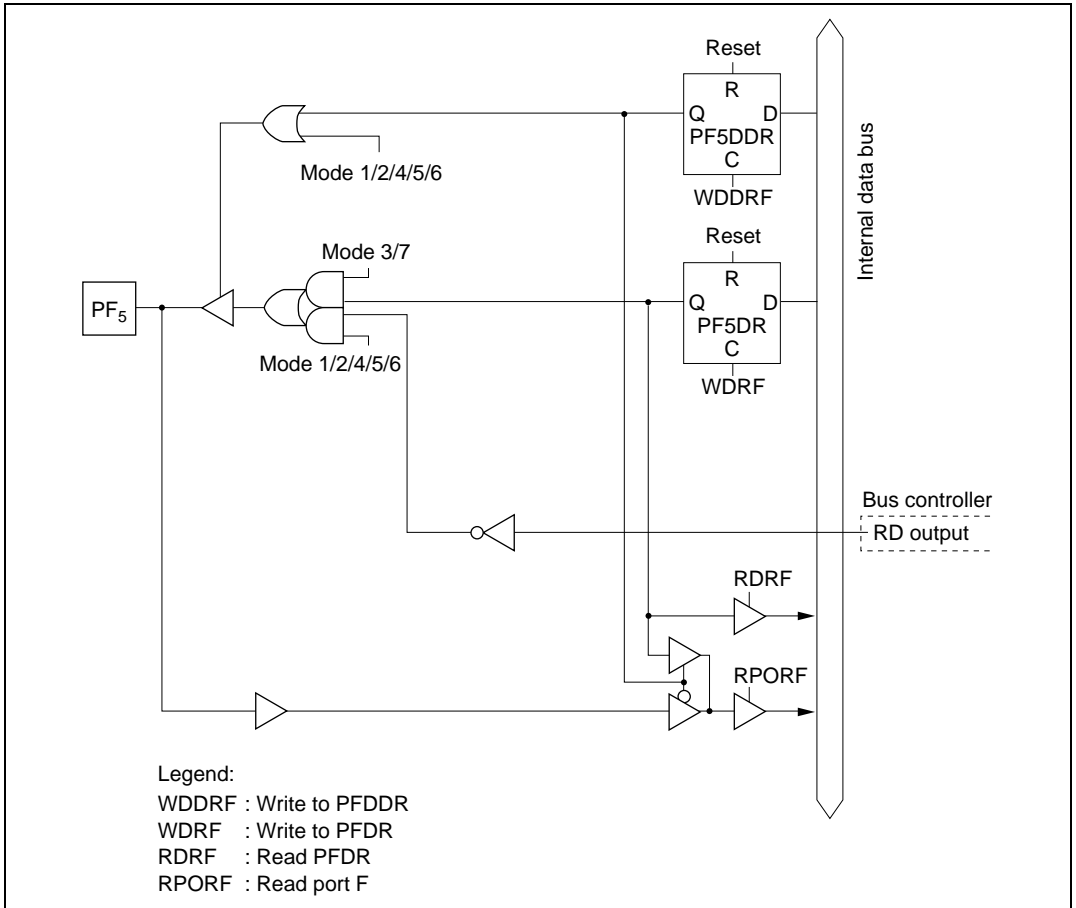 Reset
R
Q D
PF5DDR
C
WDDRF
Mode 1/2/4/5/6
Internal data bus
Reset
R
Q D
PF5DR
C
WDRF
Mode 3/7
PF5
Mode 1/2/4/5/6
Bus controller
RD output
RDRF
RPORF
Legend:
WDDRF : Write to PFDDR
WDRF : Write to PFDR
RDRF : Read PFDR
RPORF : Read port F